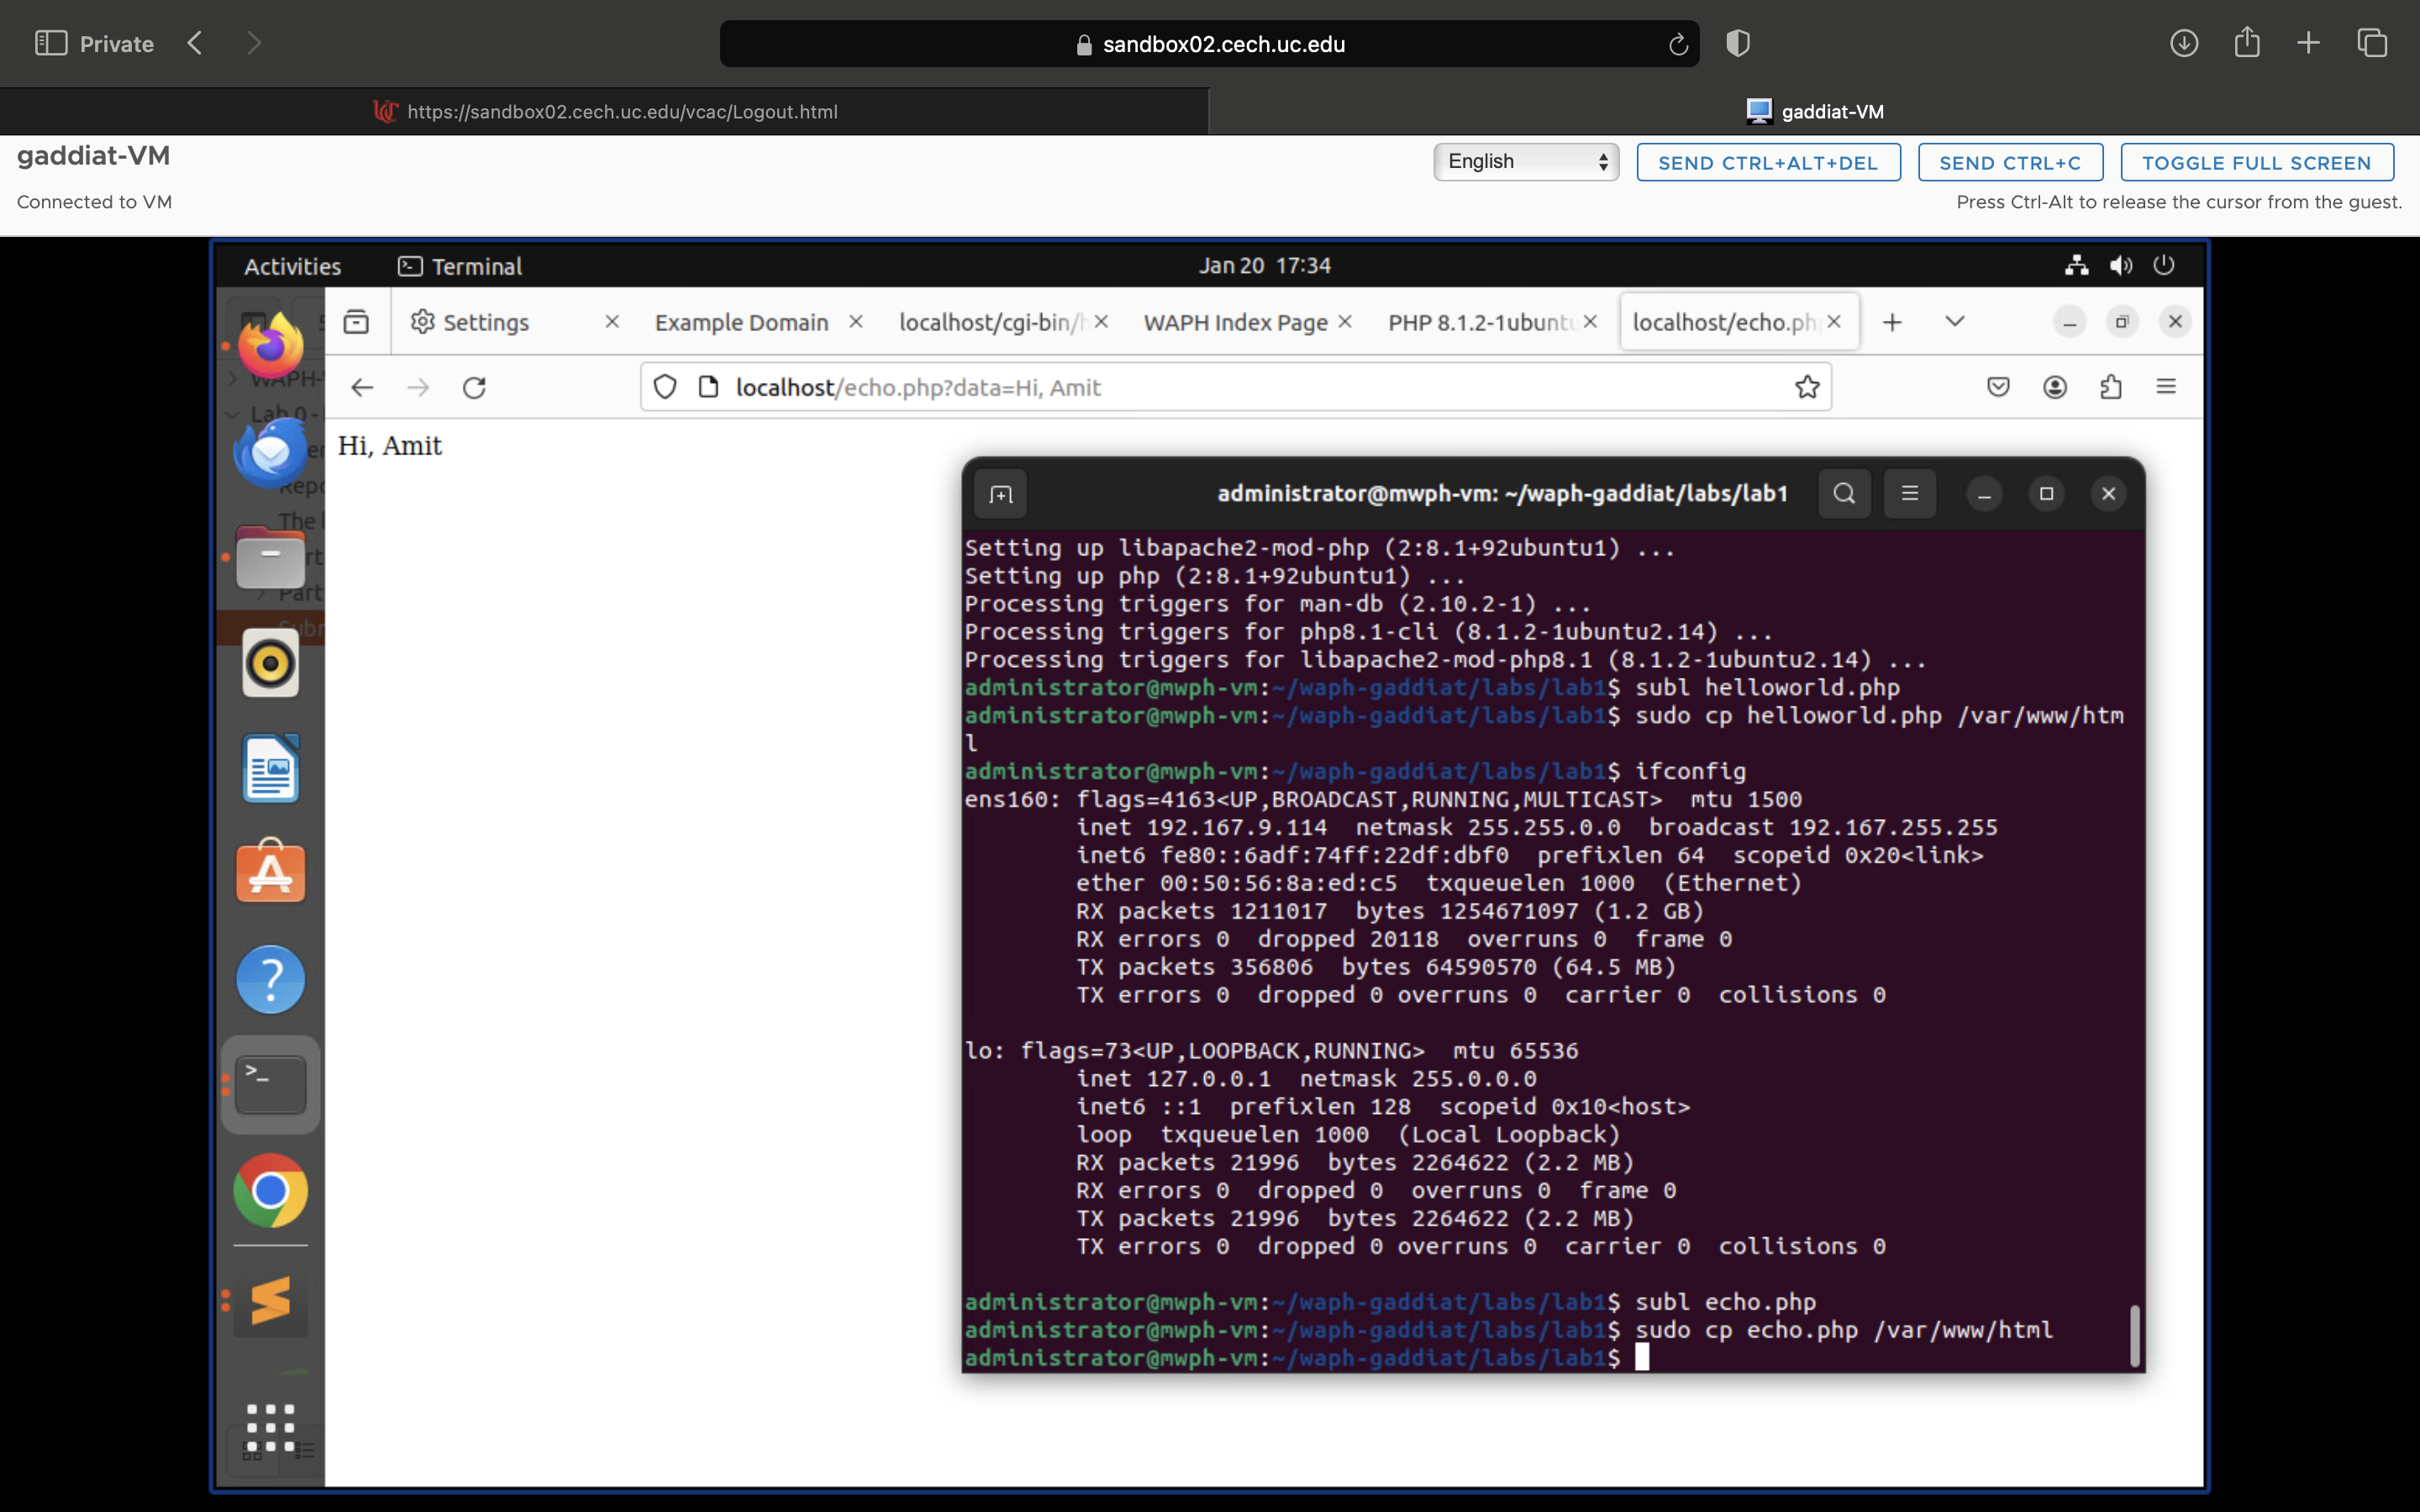 Private
sandbox02.cech.uc.edu
https://sandbox02.cech.uc.edu/vcac/Logout.html
gaddiat-VM
gaddiat-VM
English
SEND CTRL+ALT+DEL
SEND CTRL+C
TOGGLE FULL SCREEN
Connected to VM
Press Ctrl-Alt to release the cursor from the guest.
Activities
Terminal
Jan 20 17:34
Settings
Example Domain
localhost/cgi-bin/h
WAPH Index Page
PHP 8.1.2-1ubuntu
localhost/echo.ph
localhost/echo.php?data=Hi, Amit
Hi, Amit
WAPH-
Lab 0 -
Repo
The l
Part
Subr
administrator@mwph-vm: ~/waph-gaddiat/labs/lab1
Setting up libapache2-mod-php (2:8.1+92ubuntu1) ...
Setting up php (2:8.1+92ubuntu1) ...
Processing triggers for man-db (2.10.2-1) ...
Processing triggers for php8.1-cli (8.1.2-1ubuntu2.14) ...
Processing triggers for libapache2-mod-php8.1 (8.1.2-1ubuntu2.14) ...
administrator@mwph-vm:~/waph-gaddiat/labs/lab1$ subl helloworld.php
administrator@mwph-vm:~/waph-gaddiat/labs/lab1$ sudo cp helloworld.php /var/www/htm
l
administrator@mwph-vm:~/waph-gaddiat/labs/lab1$ ifconfig
ens160: flags=4163<UP,BROADCAST,RUNNING,MULTICAST>  mtu 1500
inet 192.167.9.114  netmask 255.255.0.0  broadcast 192.167.255.255
inet6 fe80::6adf:74ff:22df:dbf0  prefixlen 64  scopeid 0x20<link>
ether 00:50:56:8a:ed:c5  txqueuelen 1000  (Ethernet)
RX packets 1211017  bytes 1254671097 (1.2 GB)
RX errors 0  dropped 20118  overruns 0  frame 0
TX packets 356806  bytes 64590570 (64.5 MB)
TX errors 0  dropped 0 overruns 0  carrier 0  collisions 0
lo: flags=73<UP,LOOPBACK,RUNNING>  mtu 65536
inet 127.0.0.1  netmask 255.0.0.0
inet6 ::1  prefixlen 128  scopeid 0x10<host>
loop  txqueuelen 1000  (Local Loopback)
RX packets 21996  bytes 2264622 (2.2 MB)
RX errors 0  dropped 0  overruns 0  frame 0
TX packets 21996  bytes 2264622 (2.2 MB)
TX errors 0  dropped 0 overruns 0  carrier 0  collisions 0
administrator@mwph-vm:~/waph-gaddiat/labs/lab1$ subl echo.php
administrator@mwph-vm:~/waph-gaddiat/labs/lab1$ sudo cp echo.php /var/www/html
administrator@mwph-vm:~/waph-gaddiat/labs/lab1$